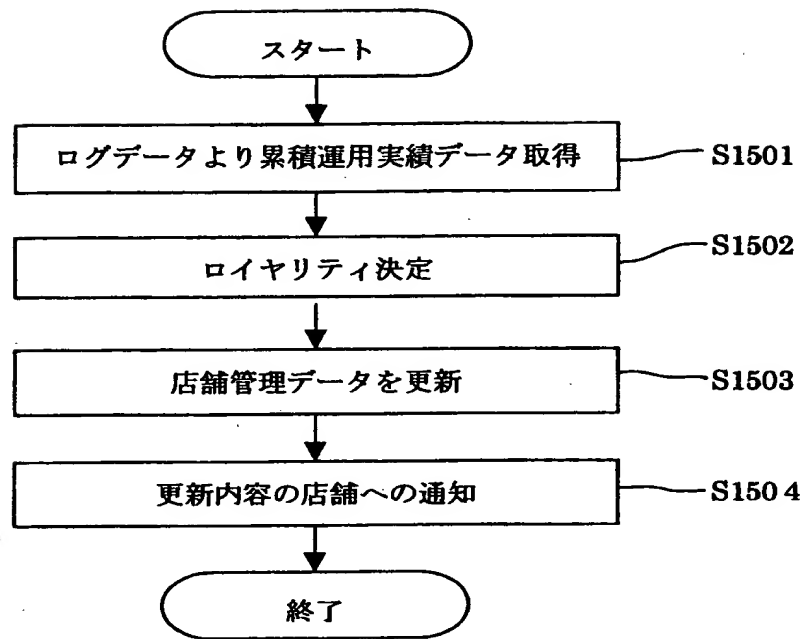 スタート
ログデータより累積運用実績データ取得
S1501
ロイヤリティ決定
S1502
店舗管理データを更新
S1503
更新内容の店舗への通知
S1504
終了